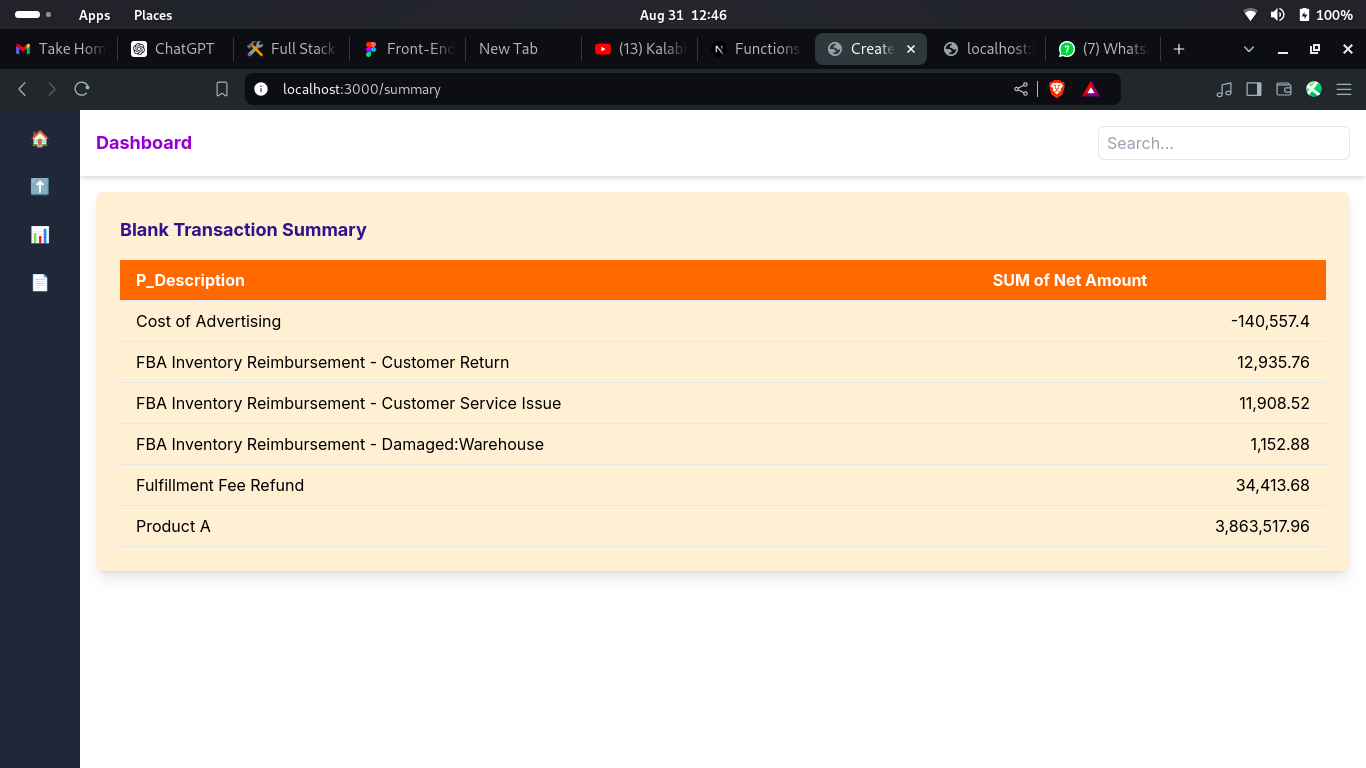 Apps Places Aug 31 12:46 100%
Take Hom ChatGPT Full Stack Front-End New Tab (13) Kalab Functions Create localhost: (7) Whats
localhost:3000/summary
Dashboard
Search...
Blank Transaction Summary
P_Description SUM of Net Amount
Cost of Advertising -140,557.4
FBA Inventory Reimbursement - Customer Return 12,935.76
FBA Inventory Reimbursement - Customer Service Issue 11,908.52
FBA Inventory Reimbursement - Damaged:Warehouse 1,152.88
Fulfillment Fee Refund 34,413.68
Product A 3,863,517.96